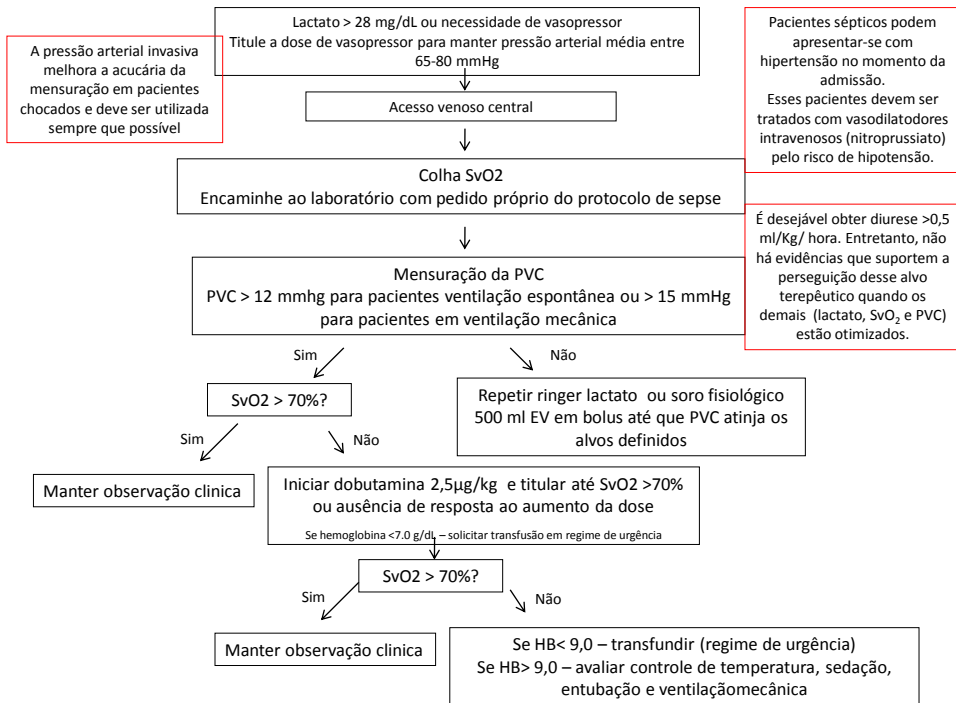 Lactato > 28 mg/dL ou necessidade de vasopressor
Titule a dose de vasopressor para manter pressão arterial média entre
65-80 mmHg
A pressão arterial invasiva
melhora a acucária da
mensuração em pacientes
chocados e deve ser utilizada
sempre que possível
Pacientes sépticos podem
apresentar-se com
hipertensão no momento da
admissão.
Esses pacientes devem ser
tratados com vasodilatodores
intravenosos (nitroprussiato)
pelo risco de hipotensão.
Acesso venoso central
Colha SvO2
Encaminhe ao laboratório com pedido próprio do protocolo de sepse
É desejável obter diurese >0,5
ml/Kg/ hora. Entretanto, não
há evidências que suportem a
perseguição desse alvo
terepêutico quando os
demais (lactato, SvO₂ e PVC)
estão otimizados.
Mensuração da PVC
PVC > 12 mmhg para pacientes ventilação espontânea ou > 15 mmHg
para pacientes em ventilação mecânica
Sim
Não
SvO2 > 70%?
Repetir ringer lactato ou soro fisiológico
500 ml EV em bolus até que PVC atinja os
alvos definidos
Sim
Não
Manter observação clinica
Iniciar dobutamina 2,5µg/kg e titular até SvO2 >70%
ou ausência de resposta ao aumento da dose
Se hemoglobina <7.0 g/dL – solicitar transfusão em regime de urgência
SvO2 > 70%?
Sim
Não
Manter observação clinica
Se HB< 9,0 – transfundir (regime de urgência)
Se HB> 9,0 – avaliar controle de temperatura, sedação,
entubação e ventilaçãomecânica